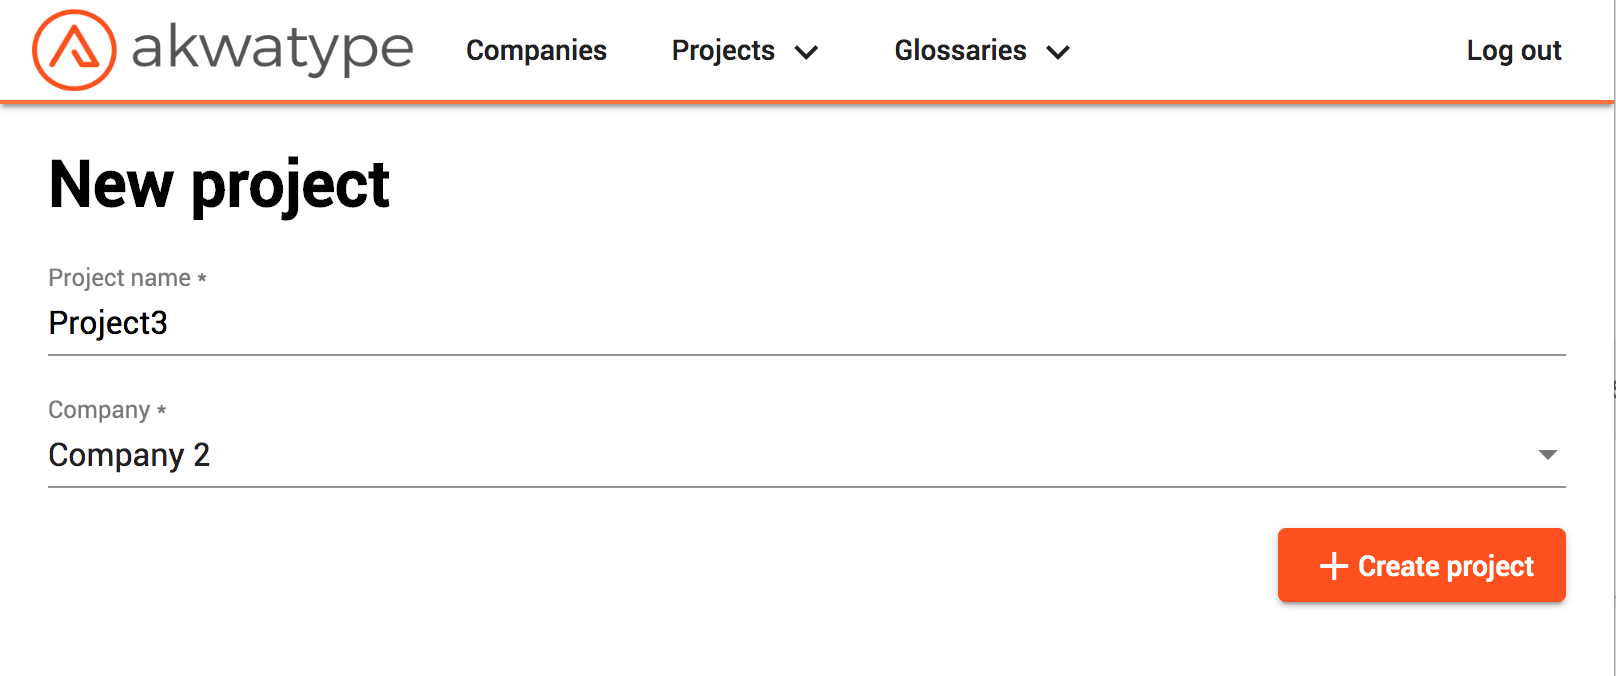 akwatype Companies Projects Glossaries Log out
New project
Project name *
Project3
Company *
Company 2
Create project